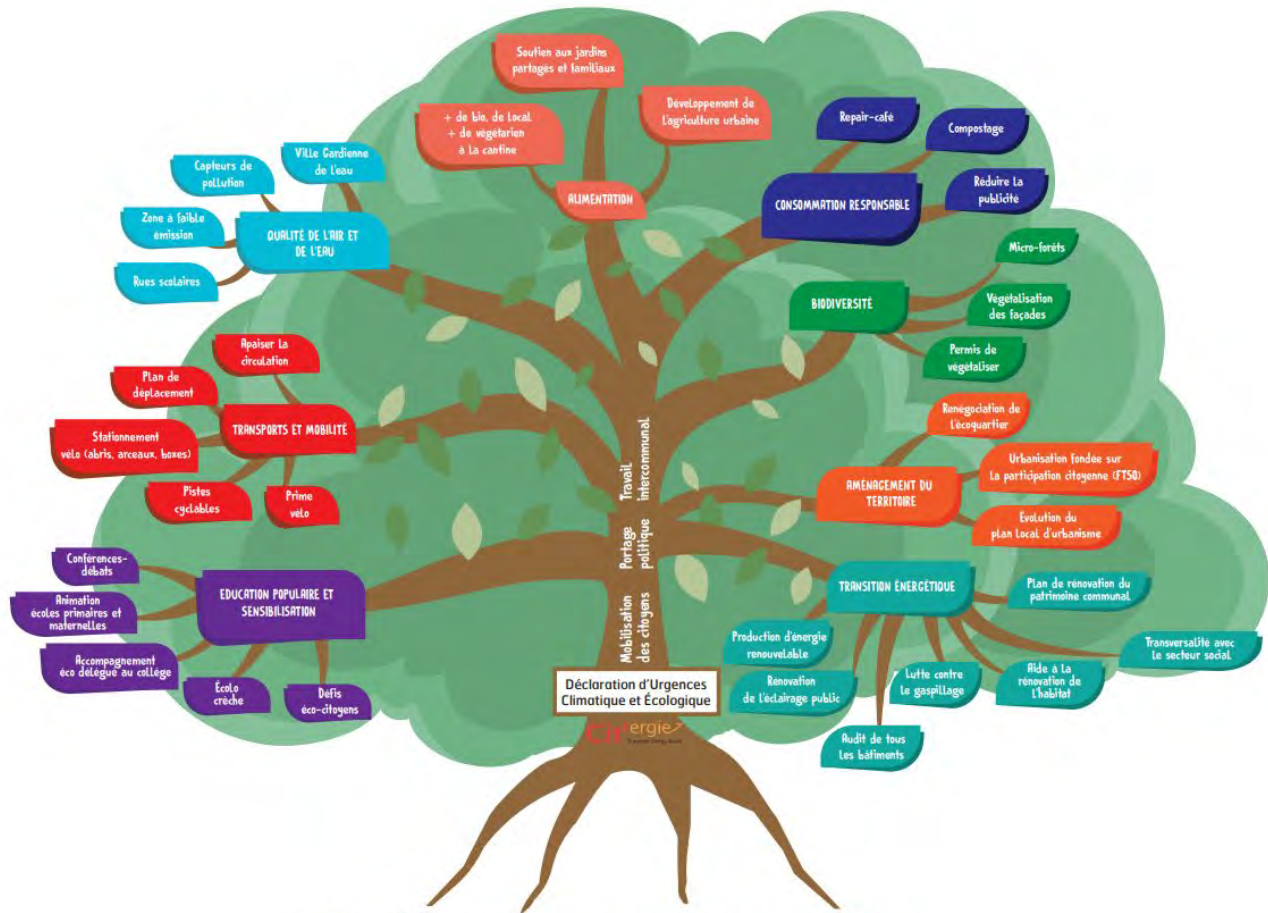 Soutien aux jardins
partagés et familiaux
+ de bio, de local
+ de végétarien
à la cantine
Développement de
l'agriculture urbaine
ALIMENTATION
Repair-café
Compostage
Réduire la
publicité
CONSOMMATION RESPONSABLE
Ville Gardienne
de l'eau
Capteurs de
pollution
Zone à faible
émission
Rues scolaires
QUALITÉ DE L'AIR ET
DE L'EAU
Micro-forêts
Végétalisation
des façades
Permis de
végétaliser
BIODIVERSITÉ
Apaiser la
circulation
Plan de
déplacement
Stationnement
vélo (abris, arceaux, boxes)
Pistes
cyclables
Prime
vélo
TRANSPORTS ET MOBILITÉ
Renégociation de
l'écoquartier
Urbanisation fondée sur
la participation citoyenne (FTSQ)
Évolution du
plan local d'urbanisme
AMÉNAGEMENT DU
TERRITOIRE
Travail
intercommunal
Portage
politique
Mobilisation
des citoyens
Conférences-
débats
Animation
écoles primaires et
maternelles
Accompagnement
éco délégué au collège
Écolo
crèche
Défis
éco-citoyens
EDUCATION POPULAIRE ET
SENSIBILISATION
TRANSITION ÉNERGÉTIQUE
Plan de rénovation du
patrimoine communal
Transversalité avec
le secteur social
Aide à la
rénovation de
l'habitat
Lutte contre
le gaspillage
Audit de tous
les bâtiments
Rénovation
de l'éclairage public
Production d'énergie
renouvelable
Déclaration d'Urgences
Climatique et Écologique
Cit'ergie